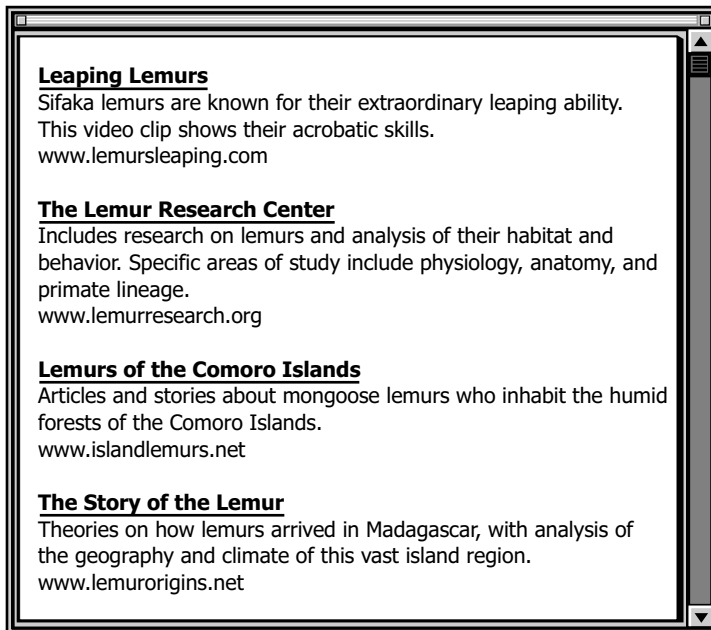 Leaping Lemurs
Sifaka lemurs are known for their extraordinary leaping ability.
This video clip shows their acrobatic skills.
www.lemursleaping.com
The Lemur Research Center
Includes research on lemurs and analysis of their habitat and
behavior. Specific areas of study include physiology, anatomy, and
primate lineage.
www.lemurresearch.org
Lemurs of the Comoro Islands
Articles and stories about mongoose lemurs who inhabit the humid
forests of the Comoro Islands.
www.islandlemurs.net
The Story of the Lemur
Theories on how lemurs arrived in Madagascar, with analysis of
the geography and climate of this vast island region.
www.lemurorigins.net